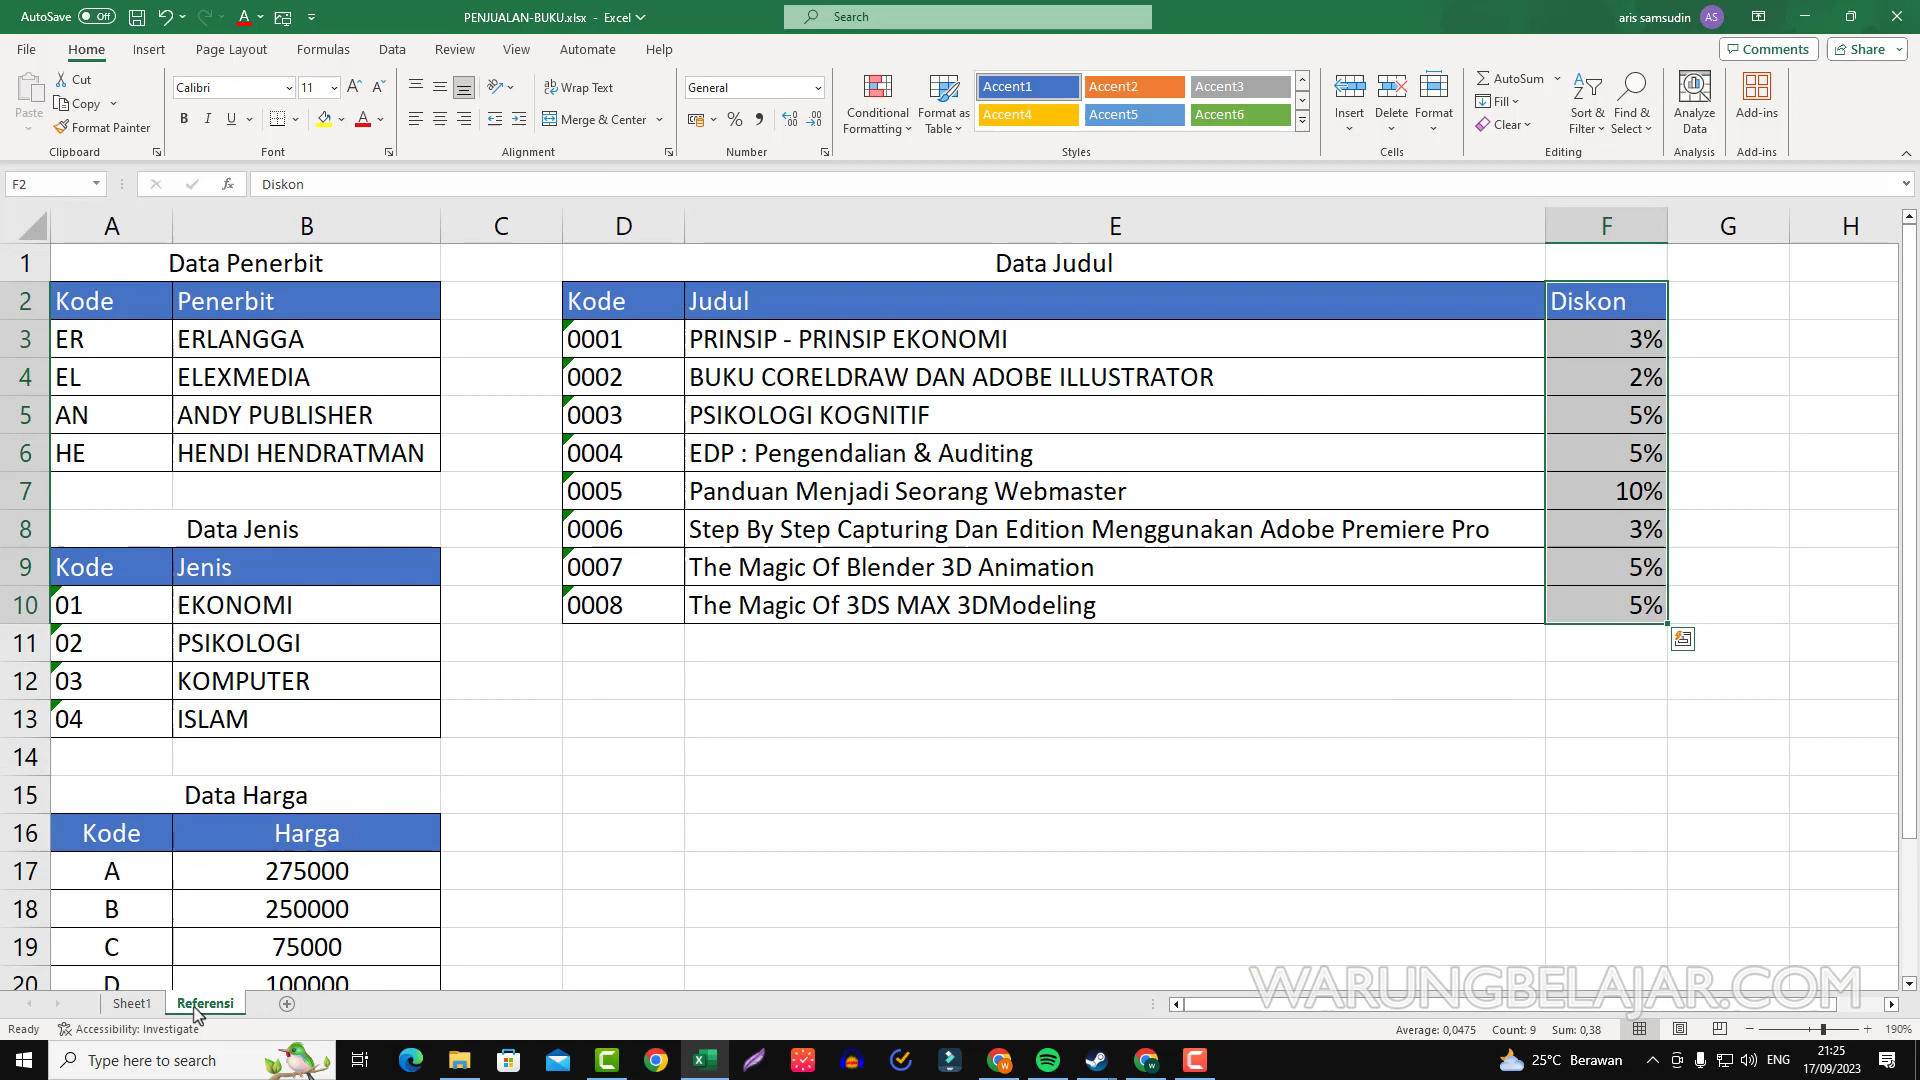 AutoSave Off
PENJUALAN-BUKU.xlsx - Excel
Search
aris samsudin AS
File Home Insert Page Layout Formulas Data Review View Automate Help
Comments Share
Paste
Cut
Copy
Format Painter
Clipboard
Calibri 11
B I U
Font
Wrap Text
Merge & Center
Alignment
General
Number
Conditional Formatting
Format as Table
Accent1 Accent2 Accent3
Accent4 Accent5 Accent6
Styles
Insert Delete Format
Cells
AutoSum
Fill
Clear
Sort & Filter
Find & Select
Editing
Analyze Data
Analysis
Add-ins
Add-ins
F2 fx Diskon
A B C D E F G H
1 Data Penerbit Data Judul
2 Kode Penerbit Kode Judul Diskon
3 ER ERLANGGA 0001 PRINSIP - PRINSIP EKONOMI 3%
4 EL ELEXMEDIA 0002 BUKU CORELDRAW DAN ADOBE ILLUSTRATOR 2%
5 AN ANDY PUBLISHER 0003 PSIKOLOGI KOGNITIF 5%
6 HE HENDI HENDRATMAN 0004 EDP : Pengendalian & Auditing 5%
7 0005 Panduan Menjadi Seorang Webmaster 10%
8 Data Jenis 0006 Step By Step Capturing Dan Edition Menggunakan Adobe Premiere Pro 3%
9 Kode Jenis 0007 The Magic Of Blender 3D Animation 5%
10 01 EKONOMI 0008 The Magic Of 3DS MAX 3DModeling 5%
11 02 PSIKOLOGI
12 03 KOMPUTER
13 04 ISLAM
14
15 Data Harga
16 Kode Harga
17 A 275000
18 B 250000
19 C 75000
20 D 100000
WARUNGBELAJAR.COM
Sheet1 Referensi
Ready Accessibility: Investigate
Average: 0,0475 Count: 9 Sum: 0,38 190%
Type here to search
25°C Berawan
ENG
21:25
17/09/2023